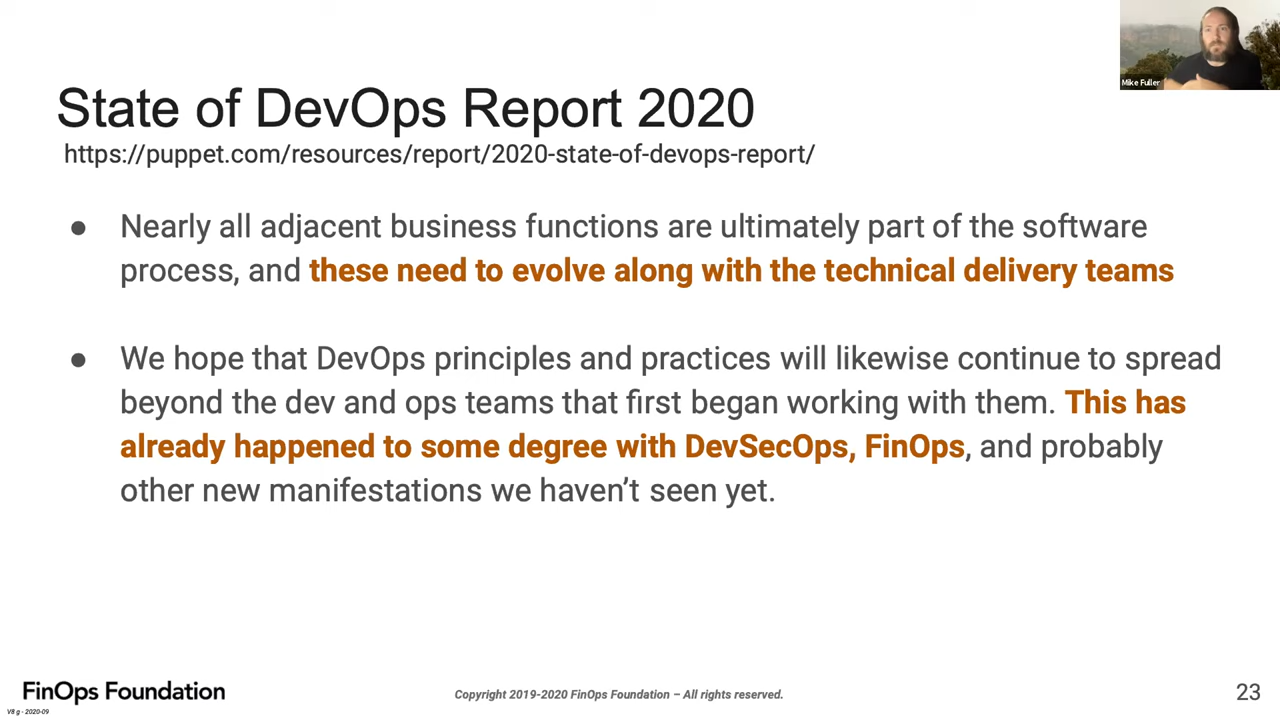 Mike Fuller
State of DevOps Report 2020
https://puppet.com/resources/report/2020-state-of-devops-report/
● Nearly all adjacent business functions are ultimately part of the software
process, and these need to evolve along with the technical delivery teams
● We hope that DevOps principles and practices will likewise continue to spread
beyond the dev and ops teams that first began working with them. This has
already happened to some degree with DevSecOps, FinOps, and probably
other new manifestations we haven't seen yet.
FinOps Foundation
V8 g - 2020-09
Copyright 2019-2020 FinOps Foundation – All rights reserved.
23